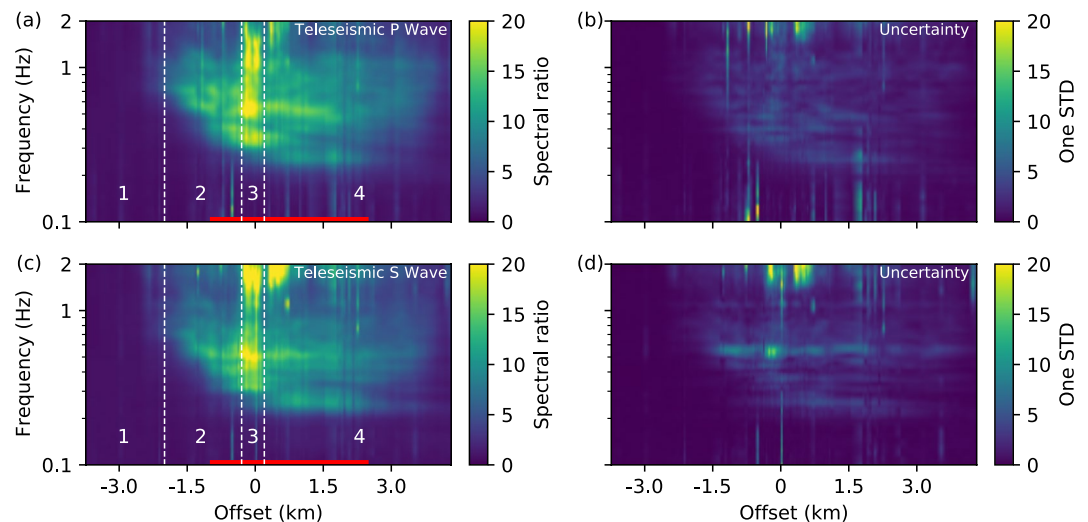 (a)
Teleseismic P Wave
2
1
0.1
Frequency (Hz)
1
2
3
4
20
15
10
5
0
Spectral ratio
(b)
Uncertainty
20
15
10
5
0
One STD
(c)
Teleseismic S Wave
2
1
0.1
Frequency (Hz)
1
2
3
4
-3.0
-1.5
0
1.5
3.0
Offset (km)
20
15
10
5
0
Spectral ratio
(d)
Uncertainty
-3.0
-1.5
0
1.5
3.0
Offset (km)
20
15
10
5
0
One STD